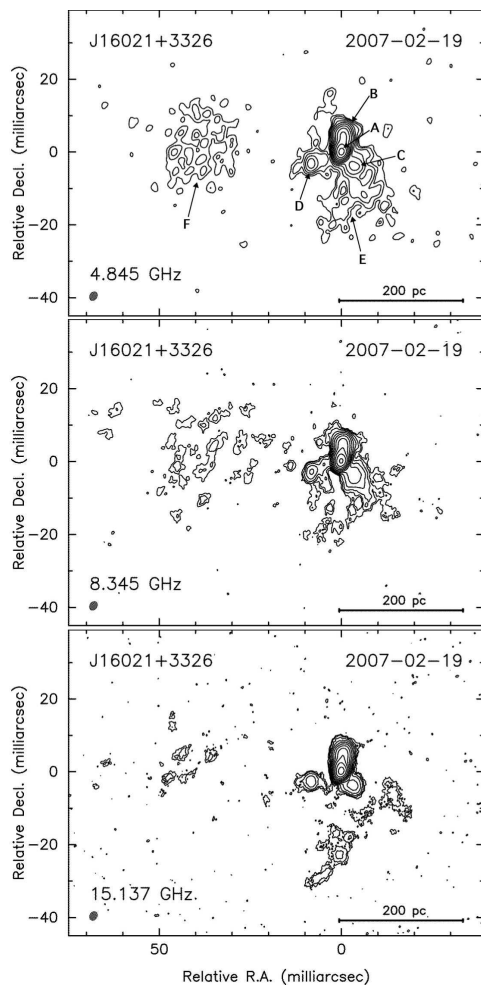 J16021+3326 2007-02-19
20
B
A
0
C
D
F
-20
E
4.845 GHz
200 pc
-40
Relative Decl. (milliarcsec)
J16021+3326 2007-02-19
20
0
-20
8.345 GHz
200 pc
-40
Relative Decl. (milliarcsec)
J16021+3326 2007-02-19
20
0
-20
15.137 GHz
200 pc
-40
Relative Decl. (milliarcsec)
50 0
Relative R.A. (milliarcsec)